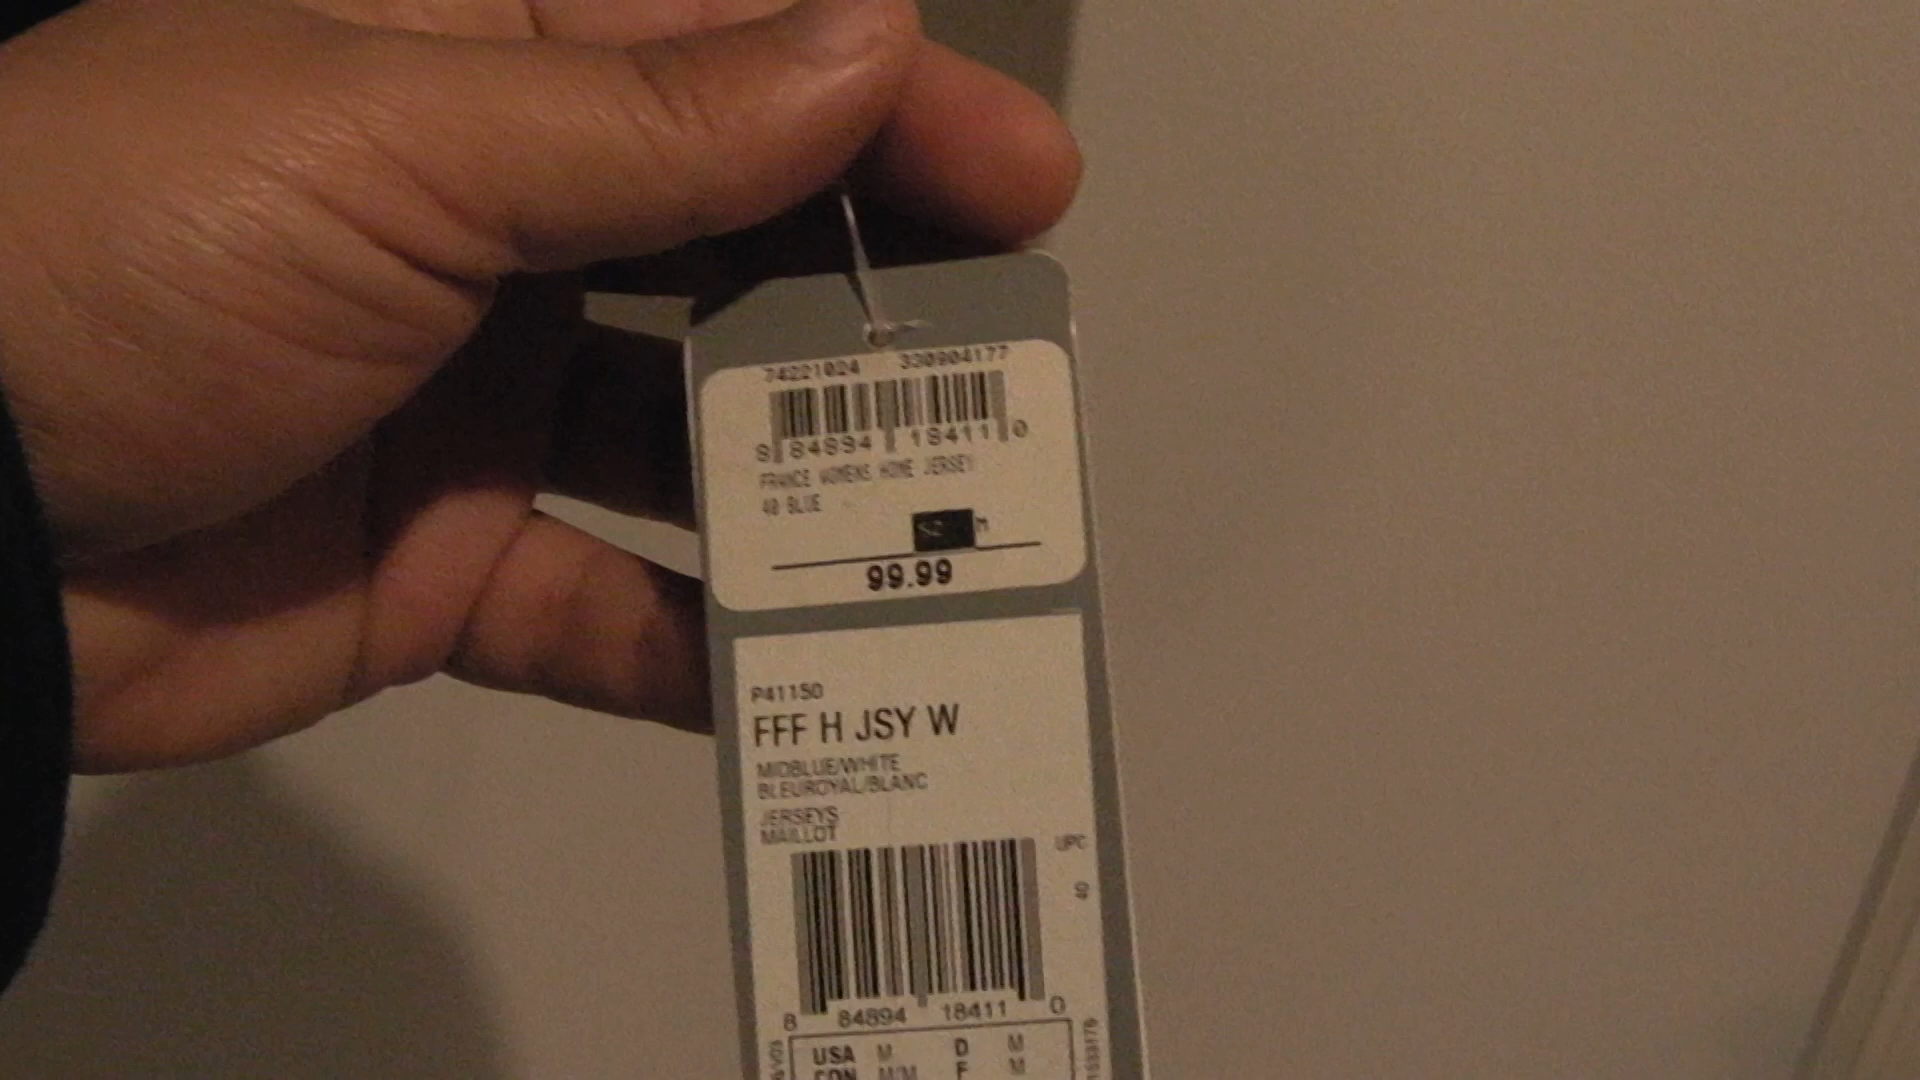 74221024 330904177
8 84894 18411 0
FRANCE WOMENS HOME JERSEY
40 BLUE
M
99.99
P41150
FFF H JSY W
MIDBLUE/WHITE
BLEUROYAL/BLANC
JERSEYS
MAILLOT
UPC
40
8 84894 18411 0
USA M D M
CDN M/M F M